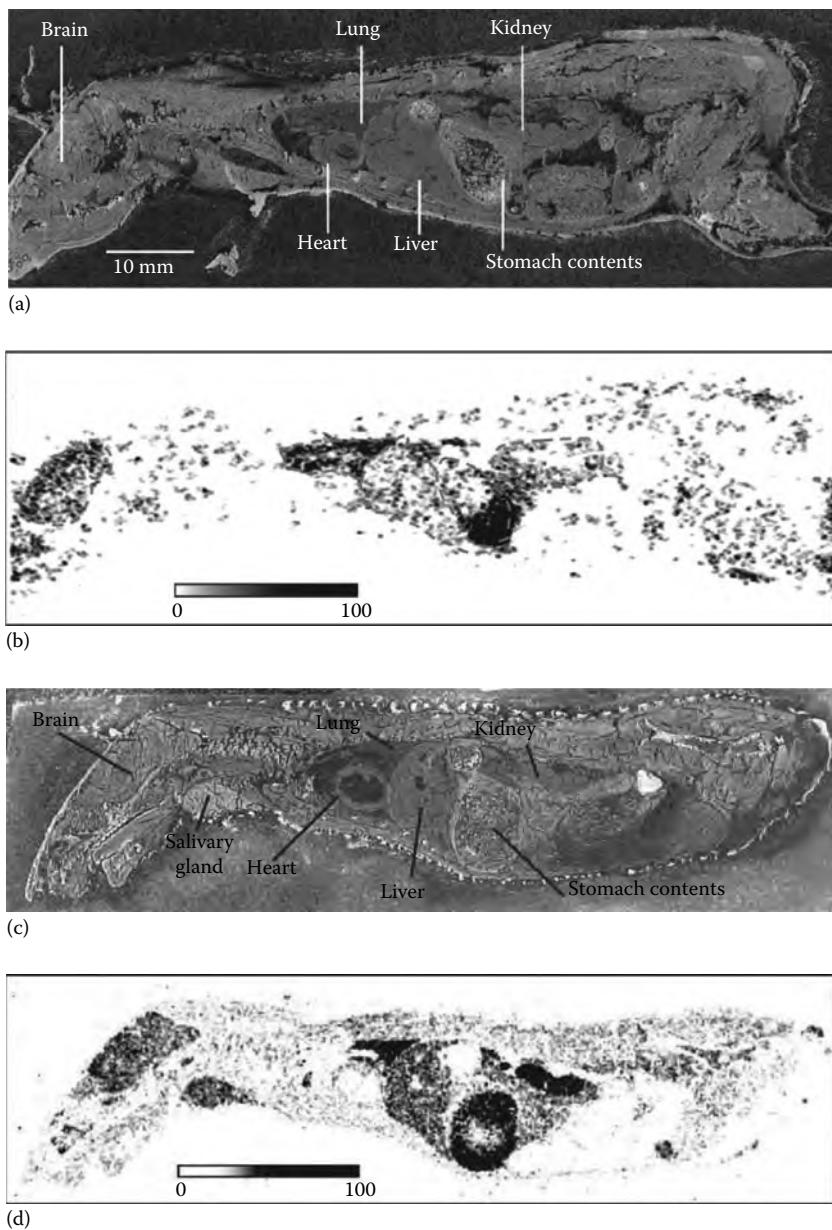 Brain
Lung
Kidney
Heart
Liver
Stomach contents
10 mm
(a)
0
100
(b)
Brain
Lung
Kidney
Salivary
gland
Heart
Liver
Stomach contents
(c)
0
100
(d)